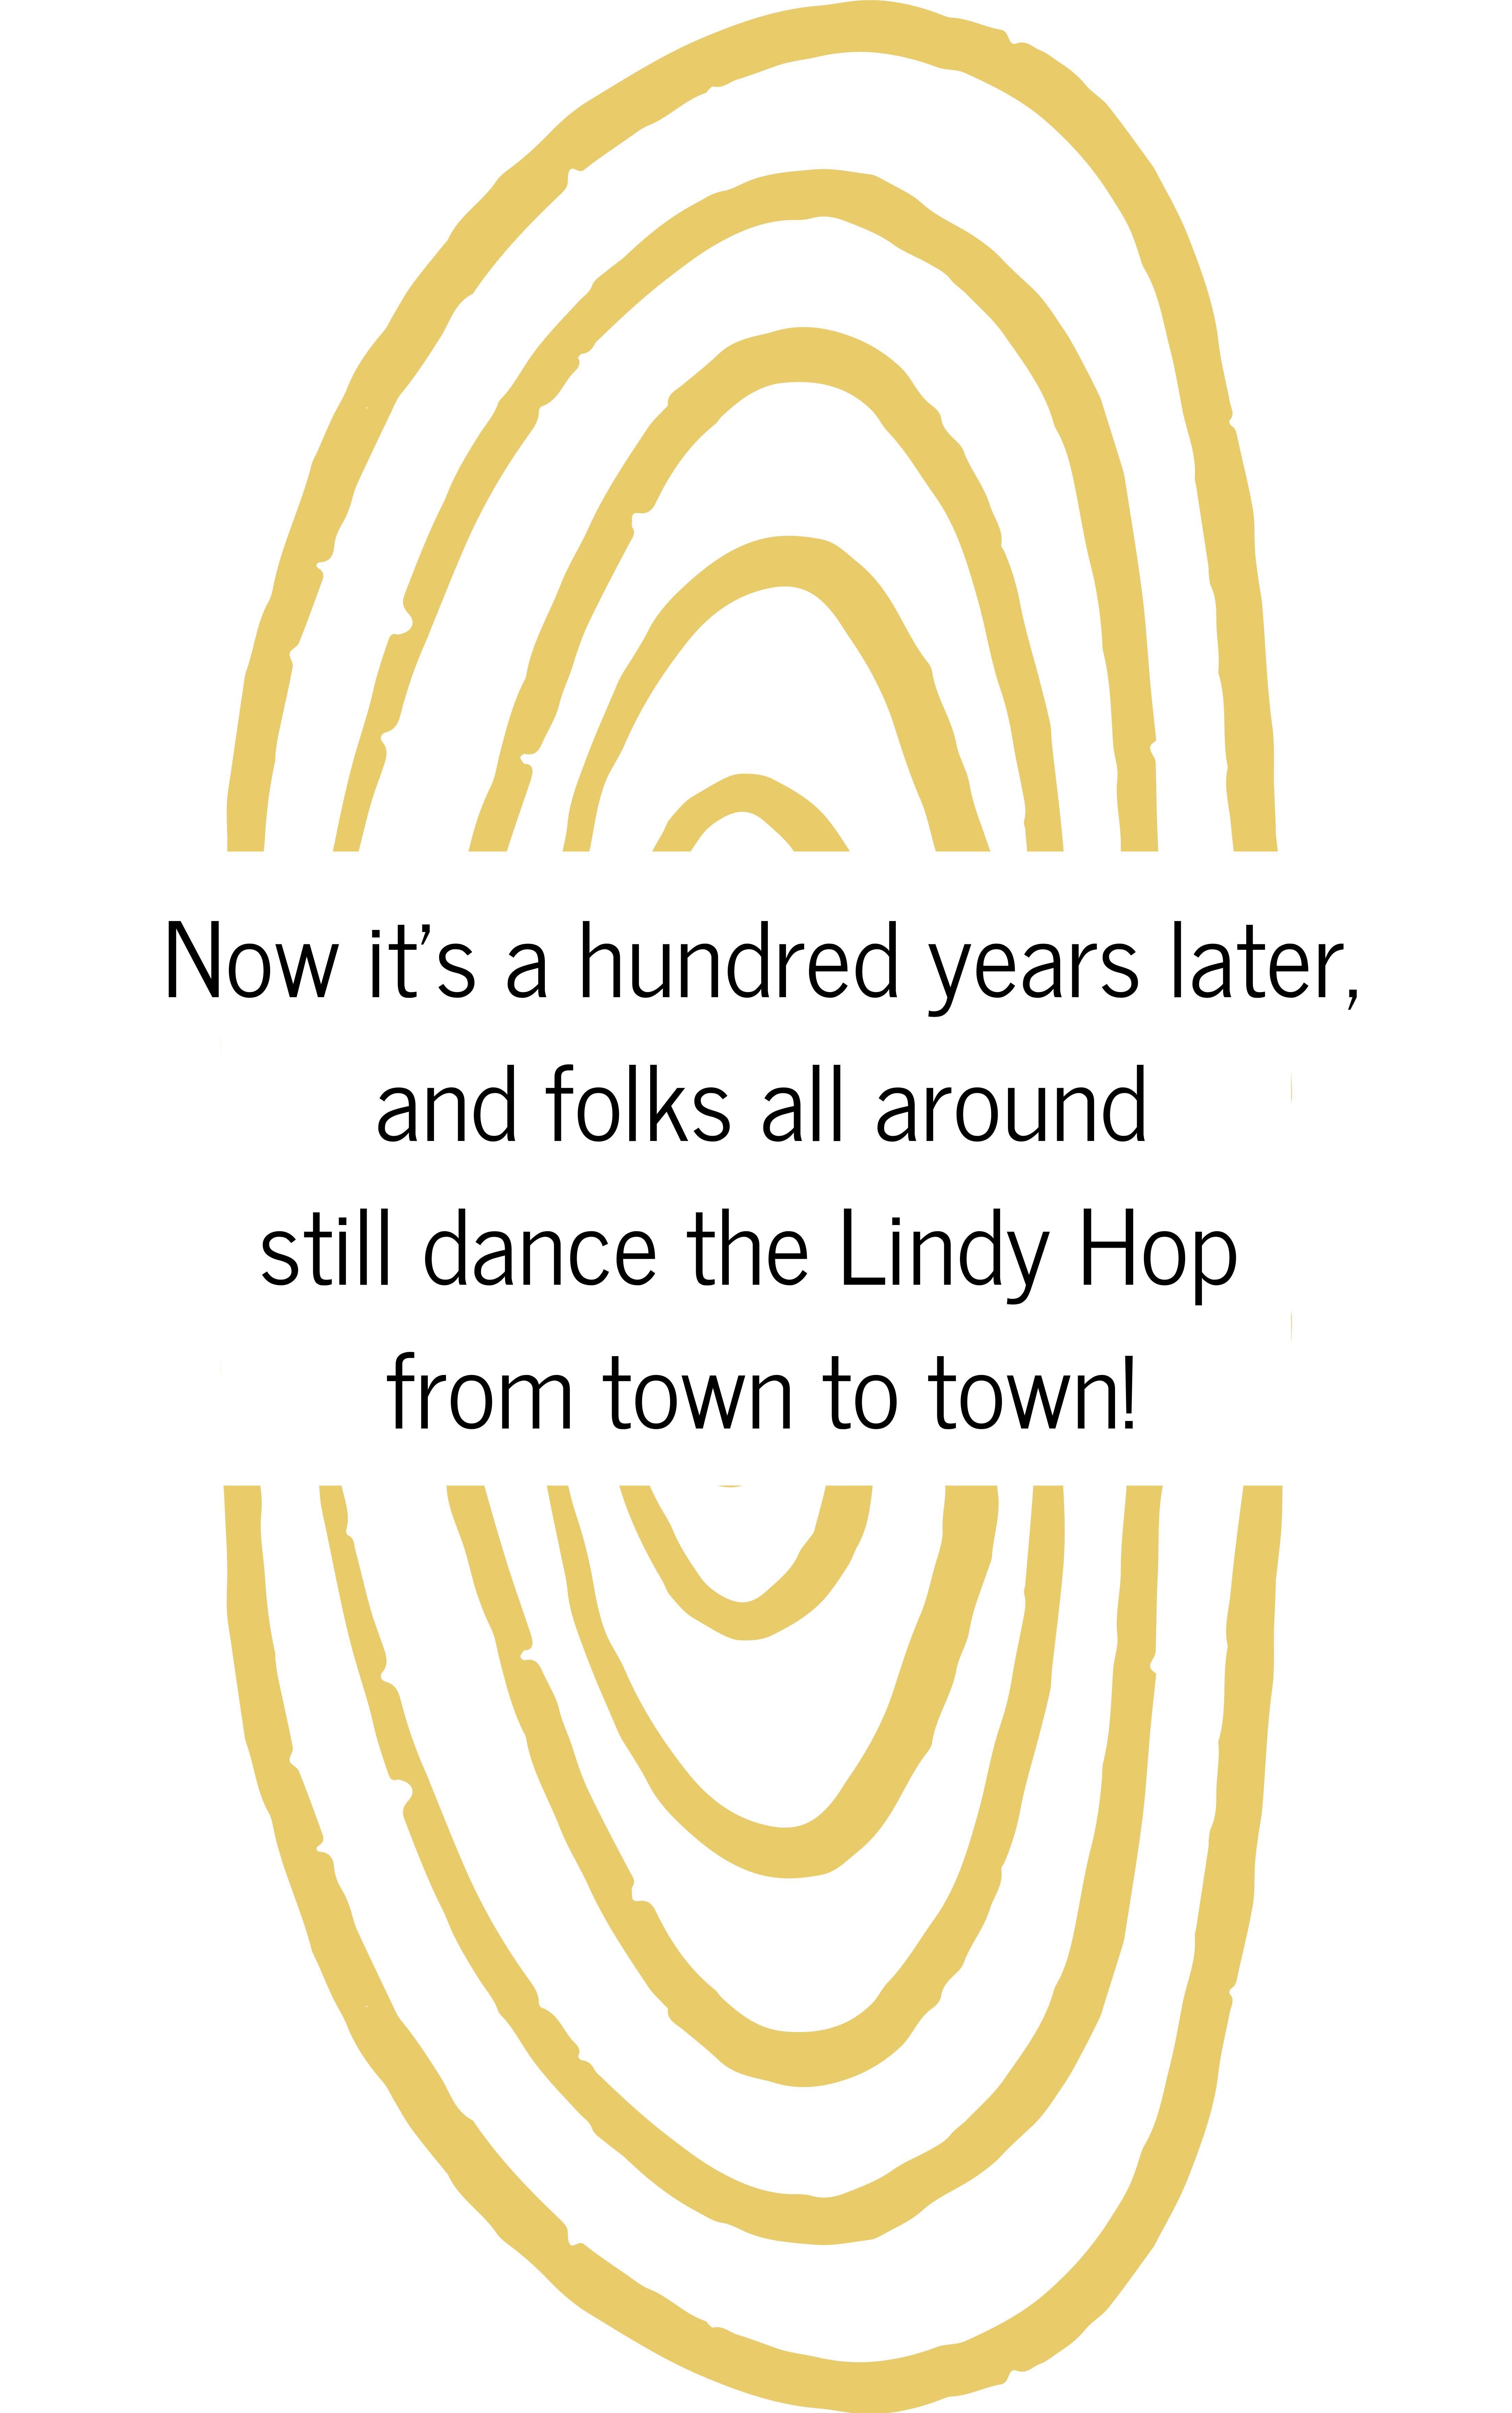 Now it’s a hundred years later,
and folks all around
still dance the Lindy Hop
from town to town!